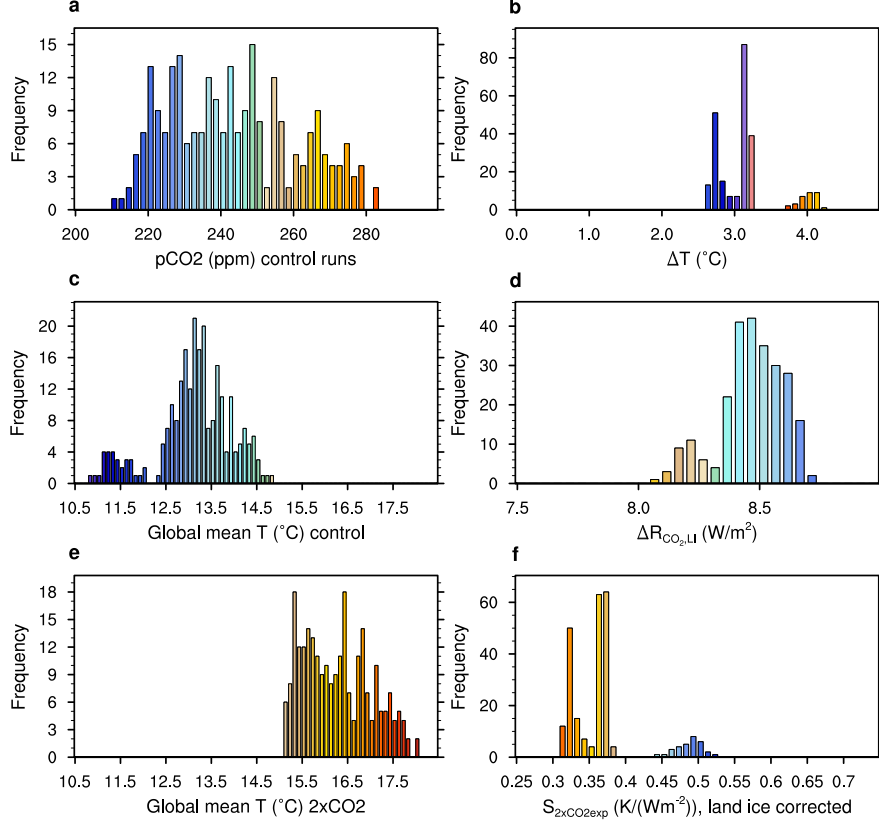 a
15
12
9
6
3
0
Frequency
200 220 240 260 280
pCO2 (ppm) control runs
b
80
60
40
20
0
Frequency
0.0 1.0 2.0 3.0 4.0
ΔT (°C)
c
20
16
12
8
4
0
Frequency
10.5 11.5 12.5 13.5 14.5 15.5 16.5 17.5
Global mean T (°C) control
d
40
30
20
10
0
Frequency
7.5 8.0 8.5
ΔR_CO₂,LI (W/m²)
e
18
15
12
9
6
3
0
Frequency
10.5 11.5 12.5 13.5 14.5 15.5 16.5 17.5
Global mean T (°C) 2xCO2
f
60
40
20
0
Frequency
0.25 0.3 0.35 0.4 0.45 0.5 0.55 0.6 0.65 0.7
S_2xCO2exp (K/(Wm⁻²)), land ice corrected